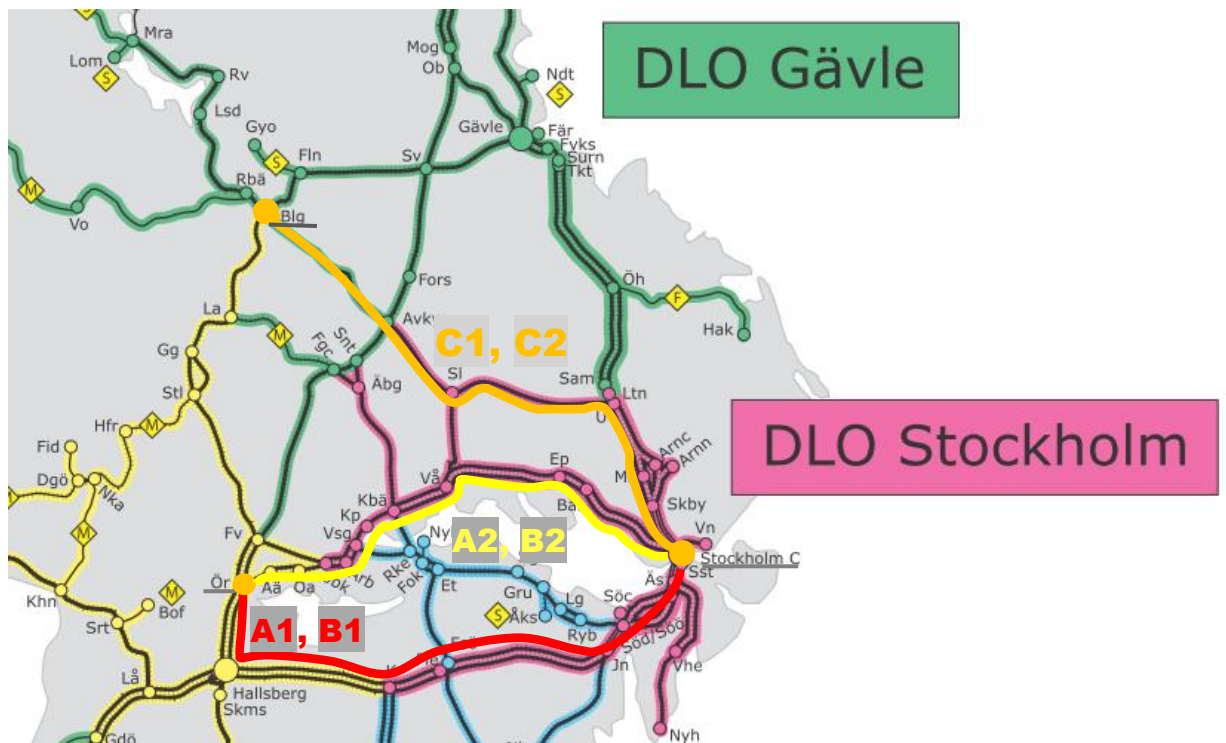 DLO Gävle
DLO Stockholm
Mra
Lom
S
Rv
Lsd
Gyo
S
Fln
Rbä
M
Vo
Blg
Mog
Ob
Ndt
S
Gävle
Fär
Fyks
Surn
Tkt
Sv
Fors
Öh
F
Hak
La
M
Fgc
Snt
Äbg
C1, C2
Sl
Sam
Ltn
U
Gg
Stl
Hfr
M
Fid
Dgö
Nka
M
Arnc
Arnn
Skby
Vn
Stockholm C
Sst
Ep
Vå
Kbä
Kp
Vsg
Arb
Fv
Ör
Ää
Oa
A2, B2
Rke
Fok
Et
Gru
Lg
Åks
S
Ryb
Äs
Söc
Söd/Söö
Jn
Vhe
Nyh
A1, B1
Khn
Srt
Bof
M
Lå
Hallsberg
Skms
Gdö